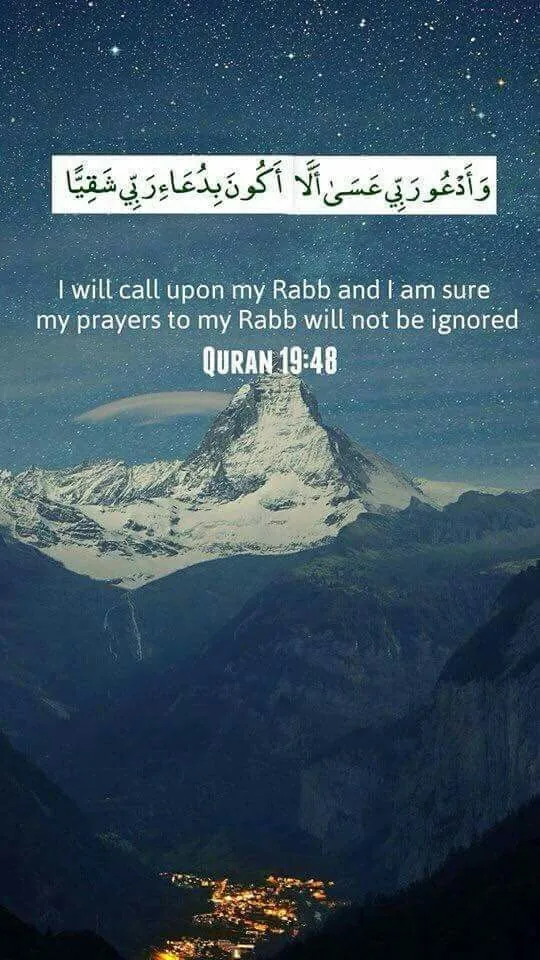 وَأَدْعُو رَبِّي عَسَىٰ أَلَّا أَكُونَ بِدُعَاءِ رَبِّي شَقِيًّا
I will call upon my Rabb and I am sure
my prayers to my Rabb will not be ignored
QURAN 19:48